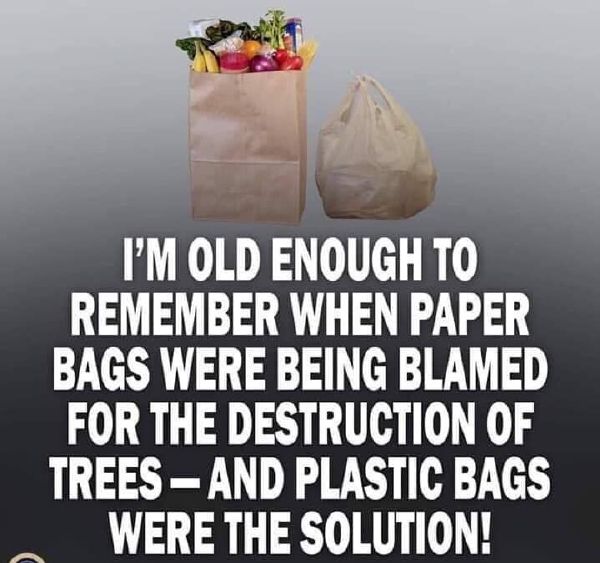 I’M OLD ENOUGH TO
REMEMBER WHEN PAPER
BAGS WERE BEING BLAMED
FOR THE DESTRUCTION OF
TREES – AND PLASTIC BAGS
WERE THE SOLUTION!